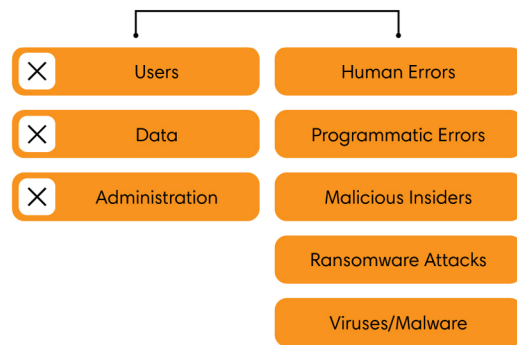 Users
Data
Administration
Human Errors
Programmatic Errors
Malicious Insiders
Ransomware Attacks
Viruses/Malware